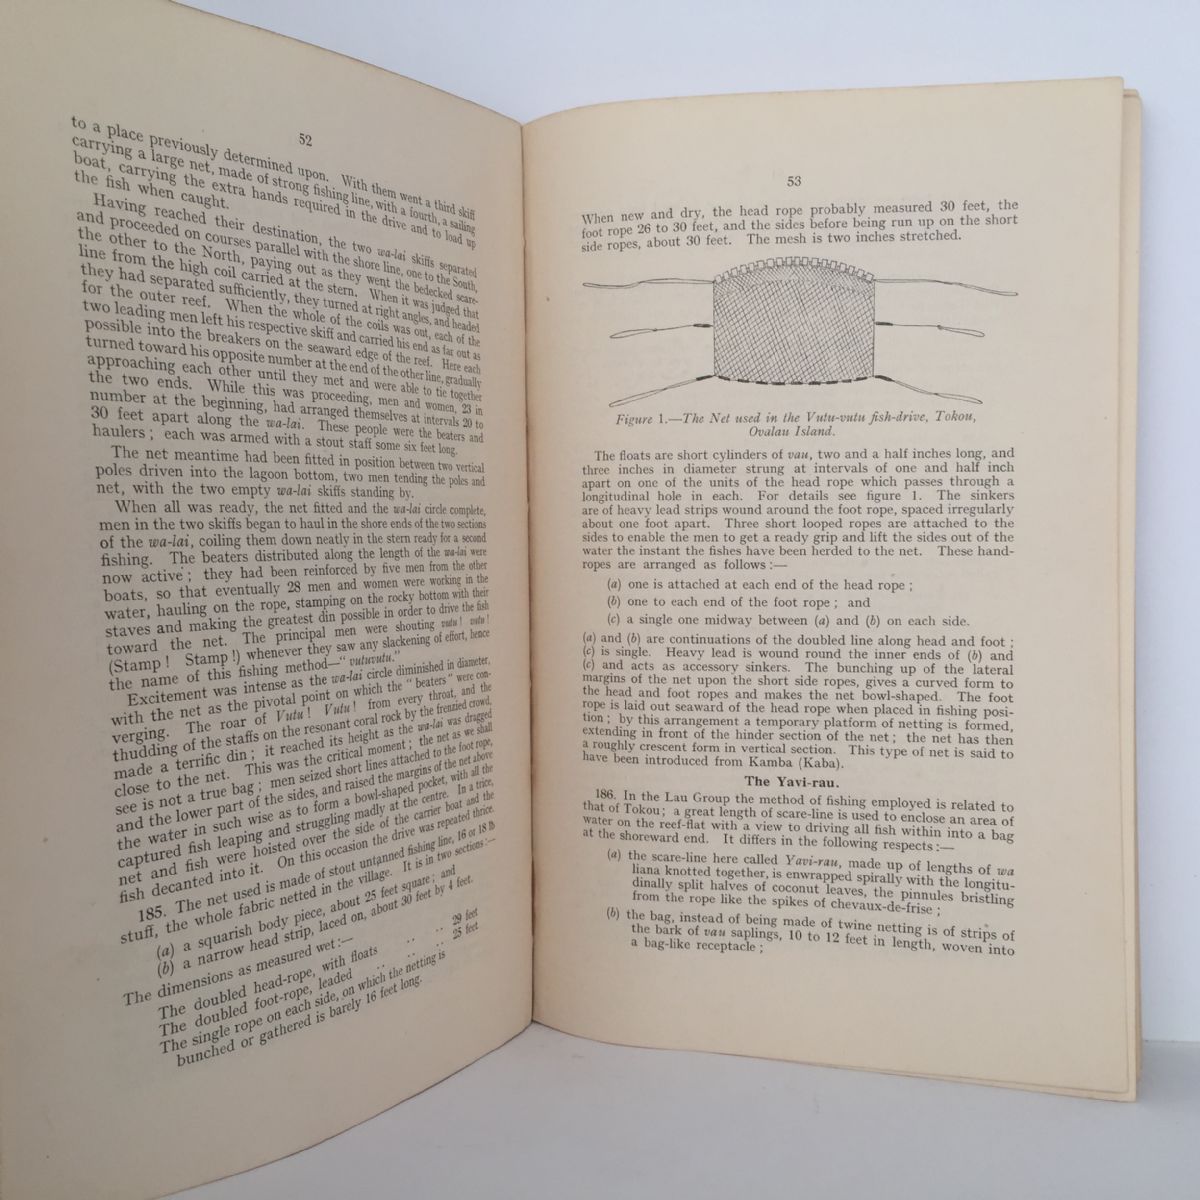 52
to a place previously determined upon. With them went a third skiff
carrying a large net, made of strong fishing line, with a fourth, a sailing
boat, carrying the extra hands required in the drive and to load up
the fish when caught.
Having reached their destination, the two wa-lai skiffs separated
and proceeded on courses parallel with the shore line, one to the South,
the other to the North, paying out as they went the bedecked scare-
line from the high coil carried at the stern. When it was judged that
they had separated sufficiently, they turned at right angles, and headed
for the outer reef. When the whole of the coils was out, each of the
two leading men left his respective skiff and carried his end as far out as
possible into the breakers on the seaward edge of the reef. Here each
turned toward his opposite number at the end of the other line, gradually
approaching each other until they met and were able to tie together
the two ends. While this was proceeding, men and women, 23 in
number at the beginning, had arranged themselves at intervals 20 to
30 feet apart along the wa-lai. These people were the beaters and
haulers ; each was armed with a stout staff some six feet long.
The net meantime had been fitted in position between two vertical
poles driven into the lagoon bottom, two men tending the poles and
net, with the two empty wa-lai skiffs standing by.
When all was ready, the net fitted and the wa-lai circle complete,
men in the two skiffs began to haul in the shore ends of the two sections
of the wa-lai, coiling them down neatly in the stern ready for a second
fishing. The beaters distributed along the length of the wa-lai were
now active ; they had been reinforced by five men from the other
boats, so that eventually 28 men and women were working in the
water, hauling on the rope, stamping on the rocky bottom with their
staves and making the greatest din possible in order to drive the fish
toward the net. The principal men were shouting vutu ! vutu !
(Stamp ! Stamp !) whenever they saw any slackening of effort, hence
the name of this fishing method—" vutuvutu."
Excitement was intense as the wa-lai circle diminished in diameter,
with the net as the pivotal point on which the " beaters " were con-
verging. The roar of Vutu ! Vutu ! from every throat, and the
thudding of the staffs on the resonant coral rock by the frenzied crowd,
made a terrific din ; it reached its height as the wa-lai was dragged
close to the net. This was the critical moment ; the net as we shall
see is not a true bag ; men seized short lines attached to the foot rope,
and the lower part of the sides, and raised the margins of the net above
the water in such wise as to form a bowl-shaped pocket, with all the
captured fish leaping and struggling madly at the centre. In a trice,
net and fish were hoisted over the side of the carrier boat and the
fish decanted into it. On this occasion the drive was repeated thrice.
185. The net used is made of stout untanned fishing line, 16 or 18 lb
stuff, the whole fabric netted in the village. It is in two sections :—
(a) a squarish body piece, about 25 feet square ; and
(b) a narrow head strip, laced on, about 30 feet by 4 feet.
The dimensions as measured wet :—
The doubled head-rope, with floats .. .. 29 feet
The doubled foot-rope, leaded .. .. .. 25 feet
The single rope on each side, on which the netting is
bunched or gathered is barely 16 feet long.
53
When new and dry, the head rope probably measured 30 feet, the
foot rope 26 to 30 feet, and the sides before being run up on the short
side ropes, about 30 feet. The mesh is two inches stretched.
Figure 1.—The Net used in the Vutu-vutu fish-drive, Tokou,
Ovalau Island.
The floats are short cylinders of vau, two and a half inches long, and
three inches in diameter strung at intervals of one and half inch
apart on one of the units of the head rope which passes through a
longitudinal hole in each. For details see figure 1. The sinkers
are of heavy lead strips wound around the foot rope, spaced irregularly
about one foot apart. Three short looped ropes are attached to the
sides to enable the men to get a ready grip and lift the sides out of the
water the instant the fishes have been herded to the net. These hand-
ropes are arranged as follows :—
(a) one is attached at each end of the head rope ;
(b) one to each end of the foot rope ; and
(c) a single one midway between (a) and (b) on each side.
(a) and (b) are continuations of the doubled line along head and foot ;
(c) is single. Heavy lead is wound round the inner ends of (b) and
(c) and acts as accessory sinkers. The bunching up of the lateral
margins of the net upon the short side ropes, gives a curved form to
the head and foot ropes and makes the net bowl-shaped. The foot
rope is laid out seaward of the head rope when placed in fishing posi-
tion ; by this arrangement a temporary platform of netting is formed,
extending in front of the hinder section of the net ; the net has then
a roughly crescent form in vertical section. This type of net is said to
have been introduced from Kamba (Kaba).
The Yavi-rau.
186. In the Lau Group the method of fishing employed is related to
that of Tokou; a great length of scare-line is used to enclose an area of
water on the reef-flat with a view to driving all fish within into a bag
at the shoreward end. It differs in the following respects :—
(a) the scare-line here called Yavi-rau, made up of lengths of wa
liana knotted together, is enwrapped spirally with the longitu-
dinally split halves of coconut leaves, the pinnules bristling
from the rope like the spikes of chevaux-de-frise ;
(b) the bag, instead of being made of twine netting is of strips of
the bark of vau saplings, 10 to 12 feet in length, woven into
a bag-like receptacle ;